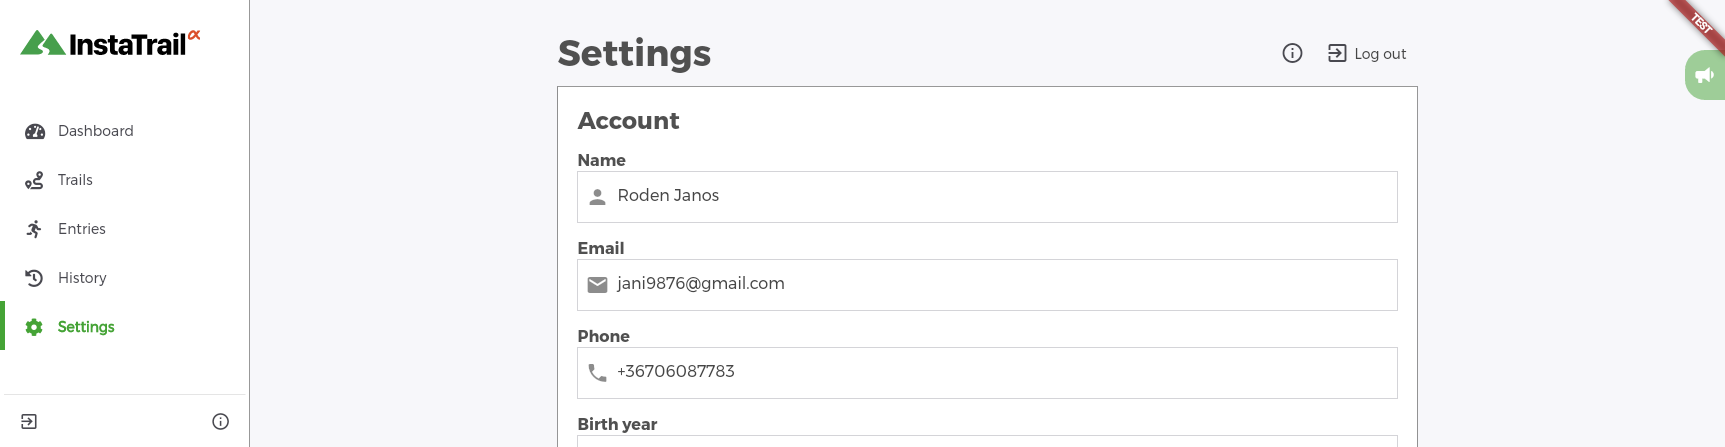 InstaTrail α
Dashboard
Trails
Entries
History
Settings
Settings
Log out
TEST
Account
Name
Roden Janos
Email
jani9876@gmail.com
Phone
+36706087783
Birth year